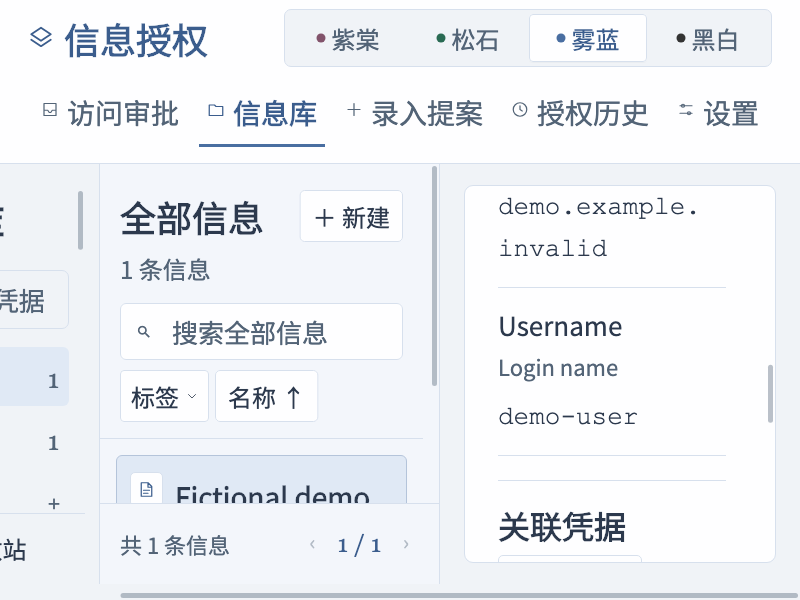 信息授权
紫棠
松石
雾蓝
黑白
访问审批
信息库
录入提案
授权历史
设置
凭据
1
1
+
站
全部信息
+ 新建
1 条信息
搜索全部信息
标签
名称 ↑
Fictional demo
共 1 条信息
‹ 1 / 1 ›
demo.example.
invalid
Username
Login name
demo-user
关联凭据